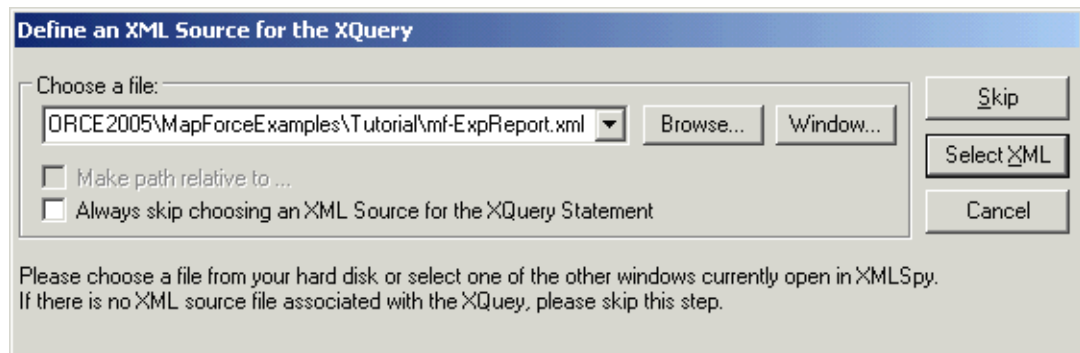 Define an XML Source for the XQuery
Choose a file:
ORCE2005\MapForceExamples\Tutorial\mf-ExpReport.xml
Browse...
Window...
Skip
Select XML
Make path relative to ...
Always skip choosing an XML Source for the XQuery Statement
Cancel
Please choose a file from your hard disk or select one of the other windows currently open in XMLSpy.
If there is no XML source file associated with the XQuey, please skip this step.